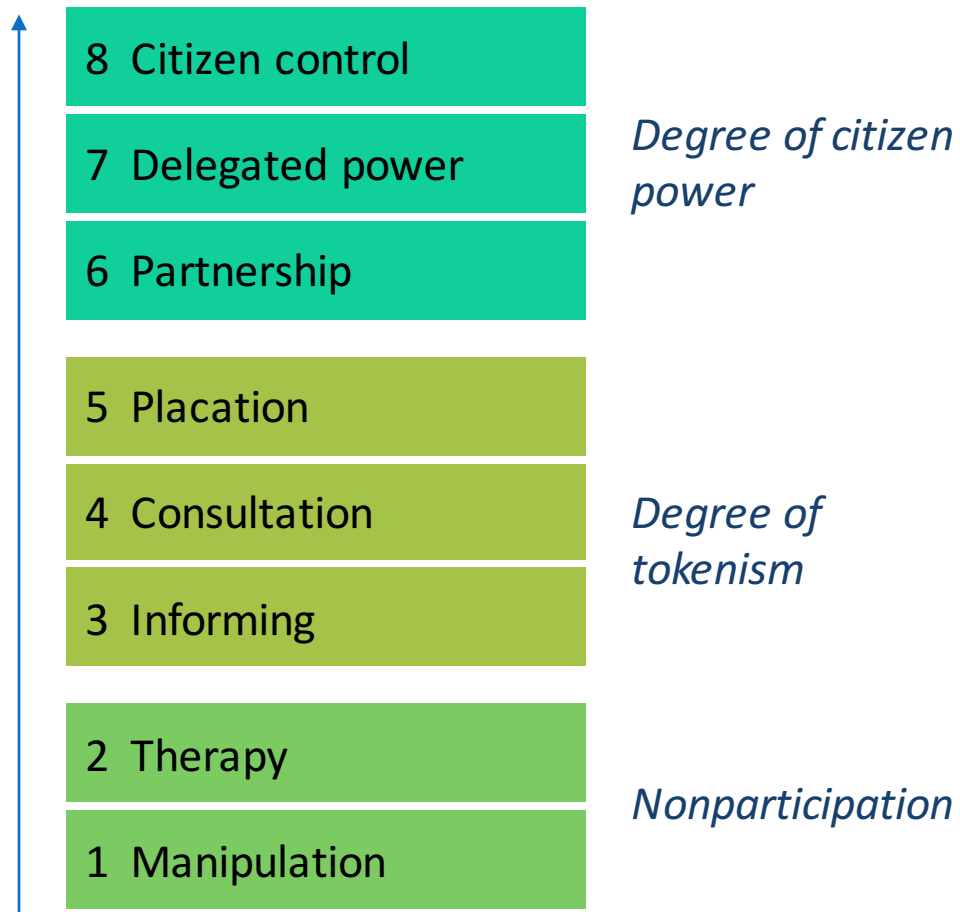 8 Citizen control
7 Delegated power
6 Partnership
Degree of citizen
power
5 Placation
4 Consultation
3 Informing
Degree of
tokenism
2 Therapy
1 Manipulation
Nonparticipation